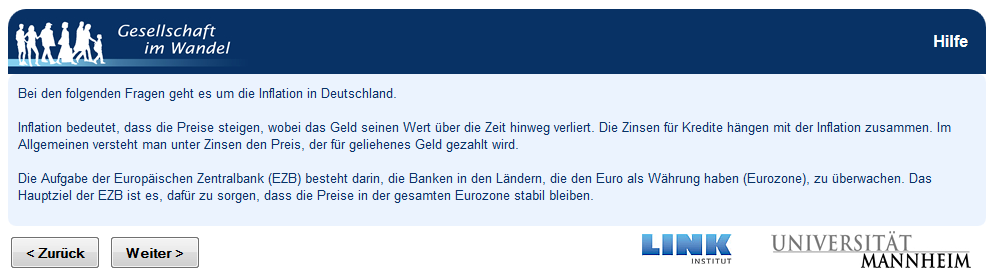 Gesellschaft
im Wandel
Hilfe
Bei den folgenden Fragen geht es um die Inflation in Deutschland.
Inflation bedeutet, dass die Preise steigen, wobei das Geld seinen Wert über die Zeit hinweg verliert. Die Zinsen für Kredite hängen mit der Inflation zusammen. Im
Allgemeinen versteht man unter Zinsen den Preis, der für geliehenes Geld gezahlt wird.
Die Aufgabe der Europäischen Zentralbank (EZB) besteht darin, die Banken in den Ländern, die den Euro als Währung haben (Eurozone), zu überwachen. Das
Hauptziel der EZB ist es, dafür zu sorgen, dass die Preise in der gesamten Eurozone stabil bleiben.
< Zurück
Weiter >
LINK
INSTITUT
UNIVERSITÄT
MANNHEIM